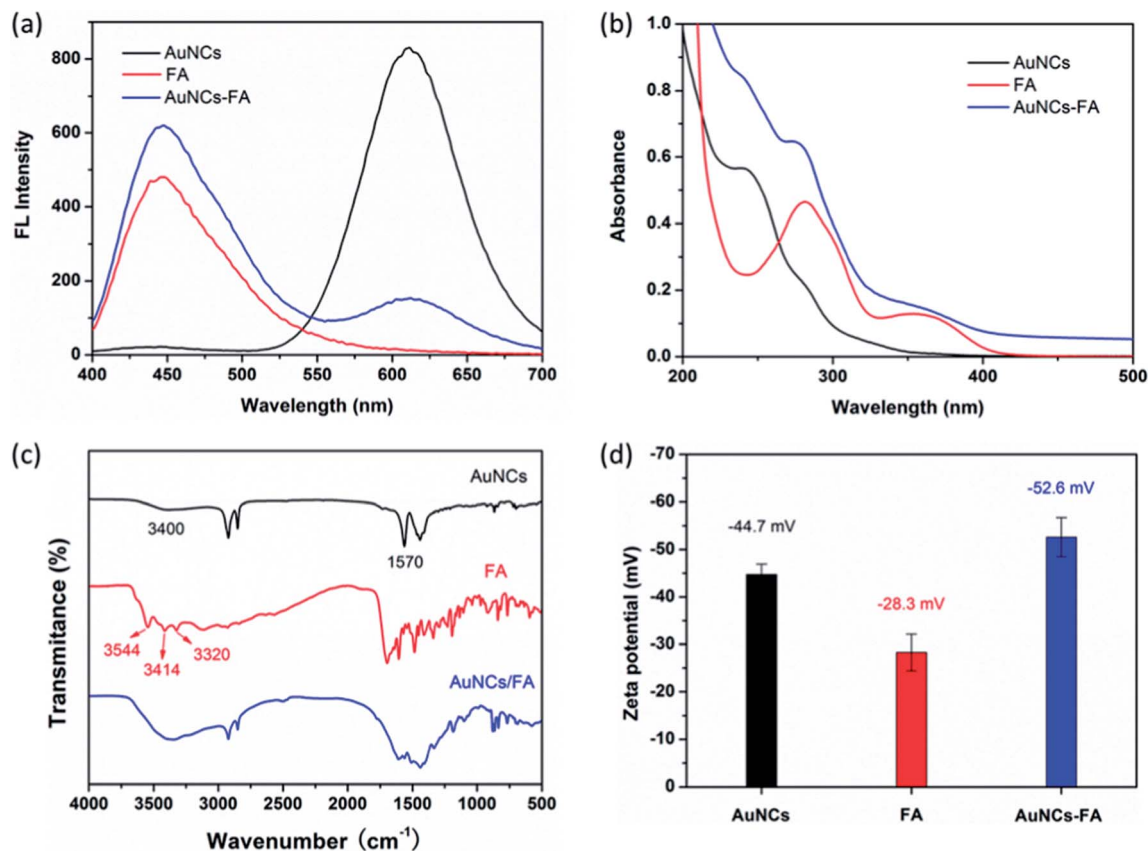 (a)
AuNCs
FA
AuNCs-FA
800
600
400
200
0
FL Intensity
400 450 500 550 600 650 700
Wavelength (nm)
(b)
AuNCs
FA
AuNCs-FA
1.0
0.8
0.6
0.4
0.2
0.0
Absorbance
200 300 400 500
Wavelength (nm)
(c)
AuNCs
3400
1570
FA
3544
3414
3320
AuNCs/FA
Transmitance (%)
4000 3500 3000 2500 2000 1500 1000 500
Wavenumber (cm-1)
(d)
-70
-60
-50
-40
-30
-20
-10
0
Zeta potential (mV)
-44.7 mV
-28.3 mV
-52.6 mV
AuNCs FA AuNCs-FA